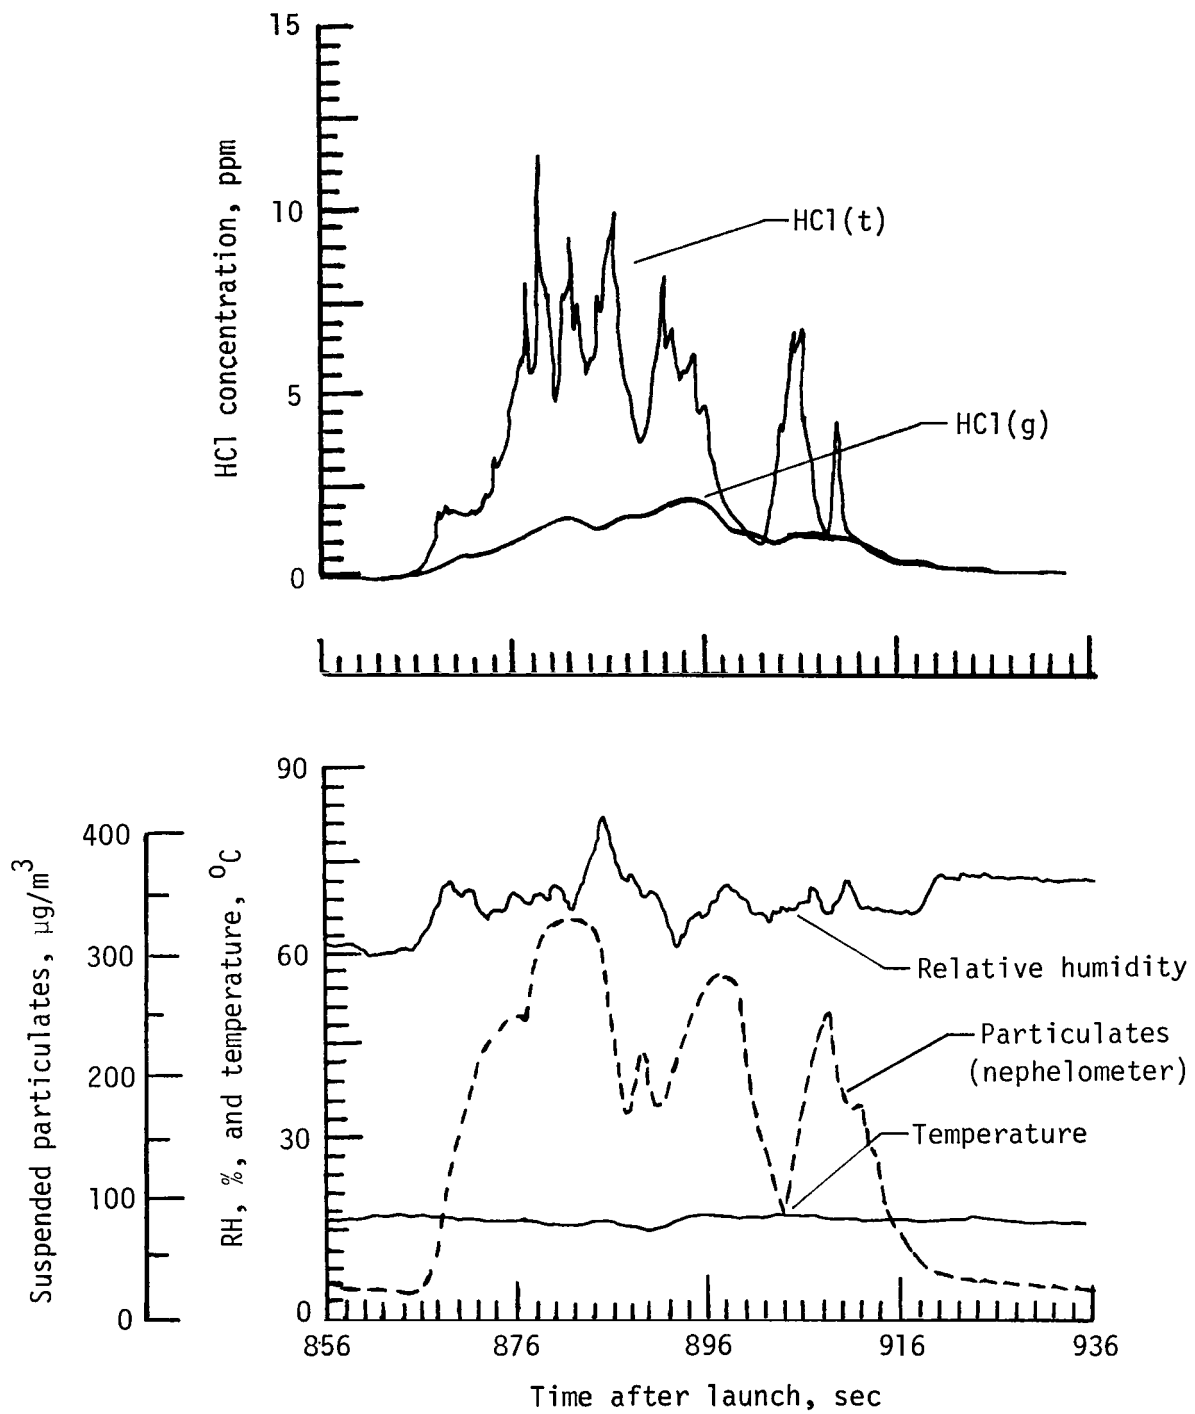 15
10
5
0
HCl concentration, ppm
HCl(t)
HCl(g)
90
60
30
0
400
300
200
100
0
Suspended particulates, μg/m3
RH, %, and temperature, °C
Relative humidity
Particulates
(nephelometer)
Temperature
856 876 896 916 936
Time after launch, sec